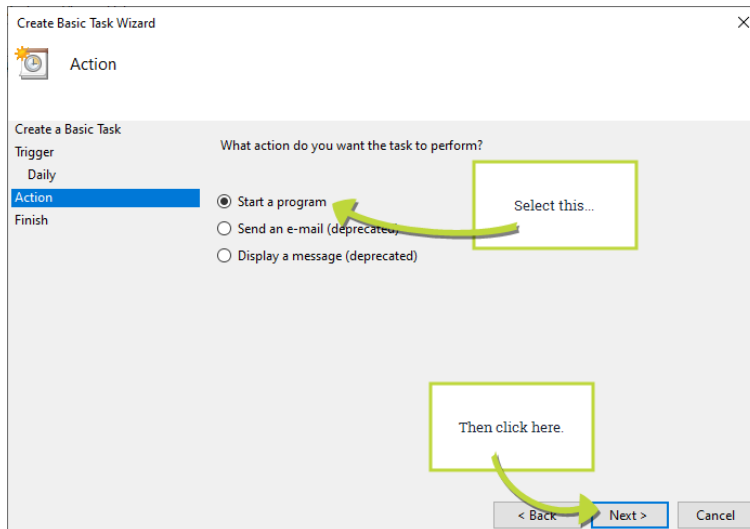 Create Basic Task Wizard
Action
Create a Basic Task
Trigger
Daily
Action
Finish
What action do you want the task to perform?
Start a program
Send an e-mail (deprecated)
Display a message (deprecated)
Select this...
Then click here.
< Back
Next >
Cancel